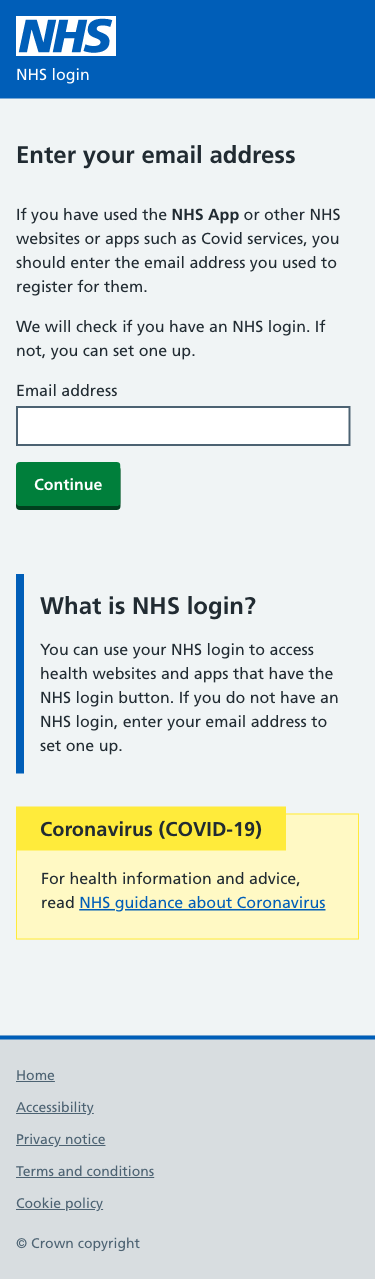 NHS
NHS login
Enter your email address
If you have used the NHS App or other NHS
websites or apps such as Covid services, you
should enter the email address you used to
register for them.
We will check if you have an NHS login. If
not, you can set one up.
Email address
Continue
What is NHS login?
You can use your NHS login to access
health websites and apps that have the
NHS login button. If you do not have an
NHS login, enter your email address to
set one up.
Coronavirus (COVID-19)
For health information and advice,
read NHS guidance about Coronavirus
Home
Accessibility
Privacy notice
Terms and conditions
Cookie policy
© Crown copyright